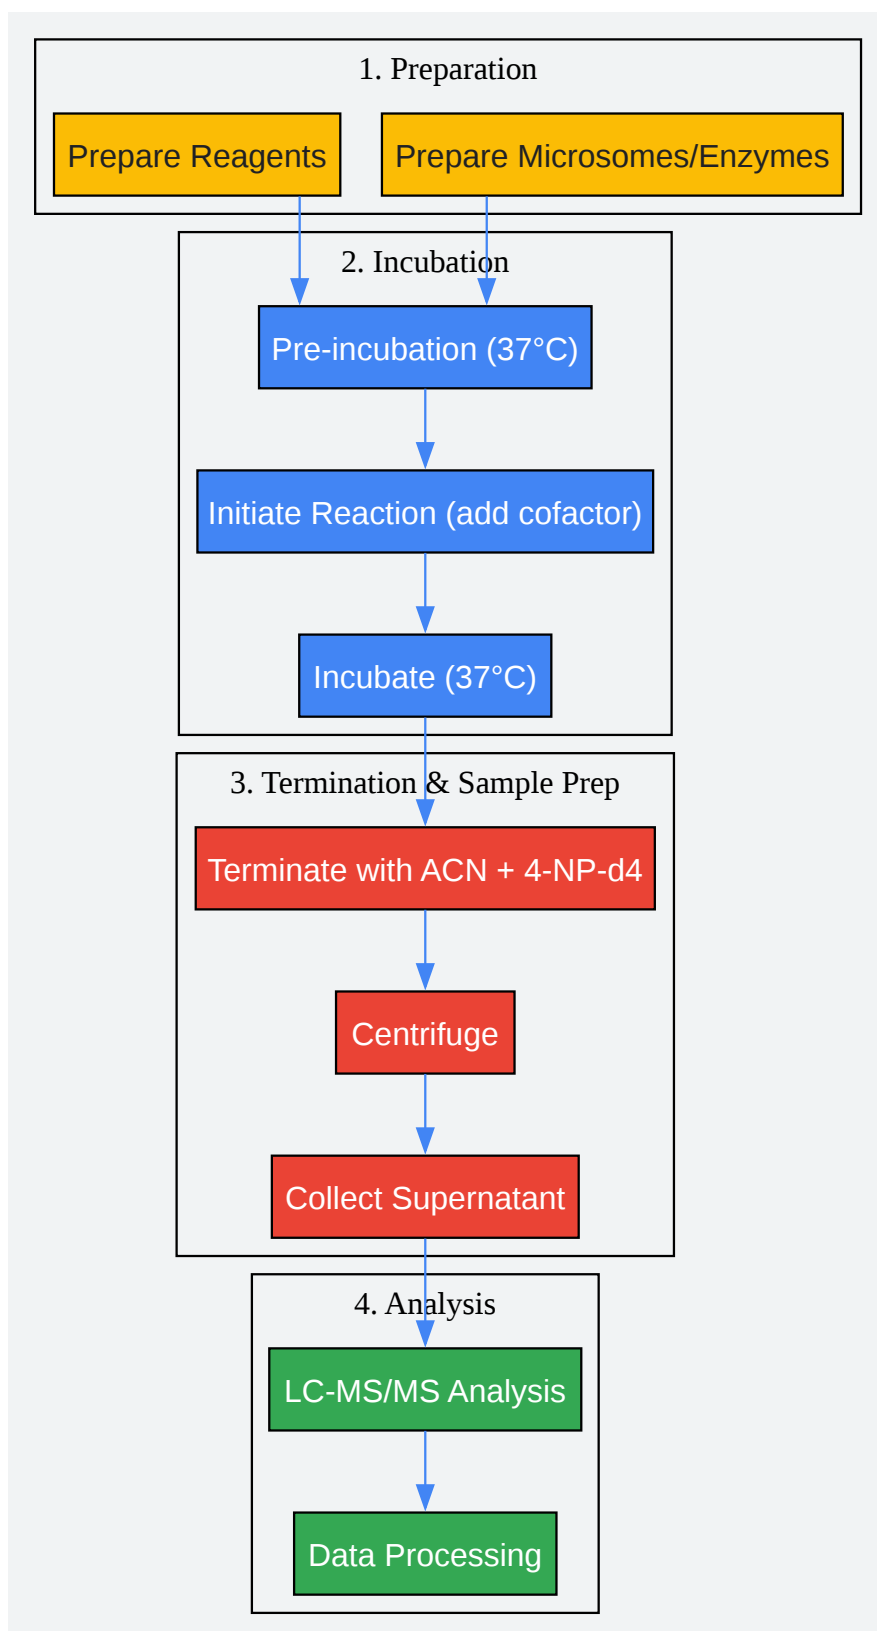 1. Preparation
Prepare Reagents
Prepare Microsomes/Enzymes
2. Incubation
Pre-incubation (37°C)
Initiate Reaction (add cofactor)
Incubate (37°C)
3. Termination & Sample Prep
Terminate with ACN + 4-NP-d4
Centrifuge
Collect Supernatant
4. Analysis
LC-MS/MS Analysis
Data Processing